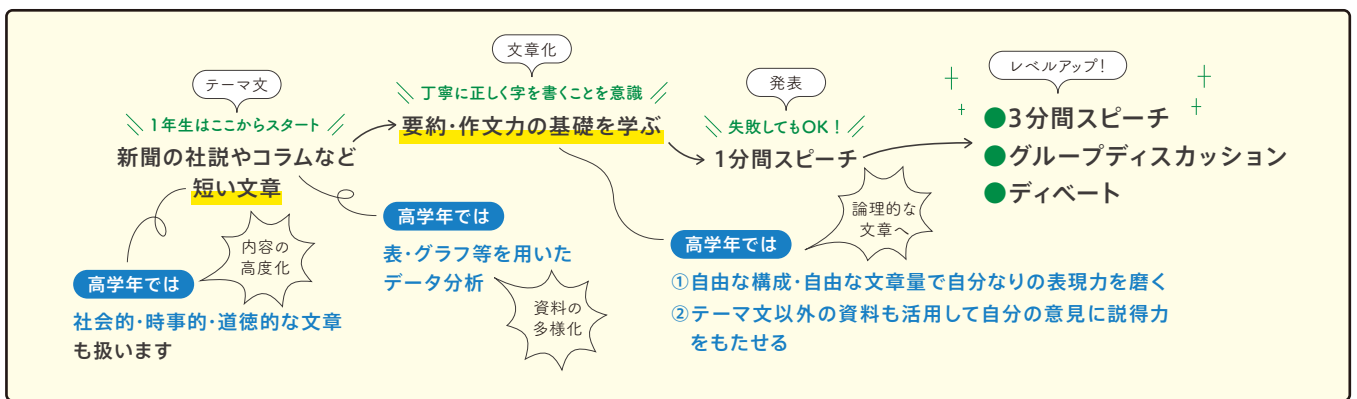 テーマ文
1年生はここからスタート
新聞の社説やコラムなど
短い文章
内容の
高度化
高学年では
社会的・時事的・道徳的な文章
も扱います
高学年では
表・グラフ等を用いた
データ分析
資料の
多様化
文章化
丁寧に正しく字を書くことを意識
要約・作文力の基礎を学ぶ
論理的な
文章へ
高学年では
①自由な構成・自由な文章量で自分なりの表現力を磨く
②テーマ文以外の資料も活用して自分の意見に説得力
をもたせる
発表
失敗してもOK！
1分間スピーチ
レベルアップ！
●3分間スピーチ
●グループディスカッション
●ディベート